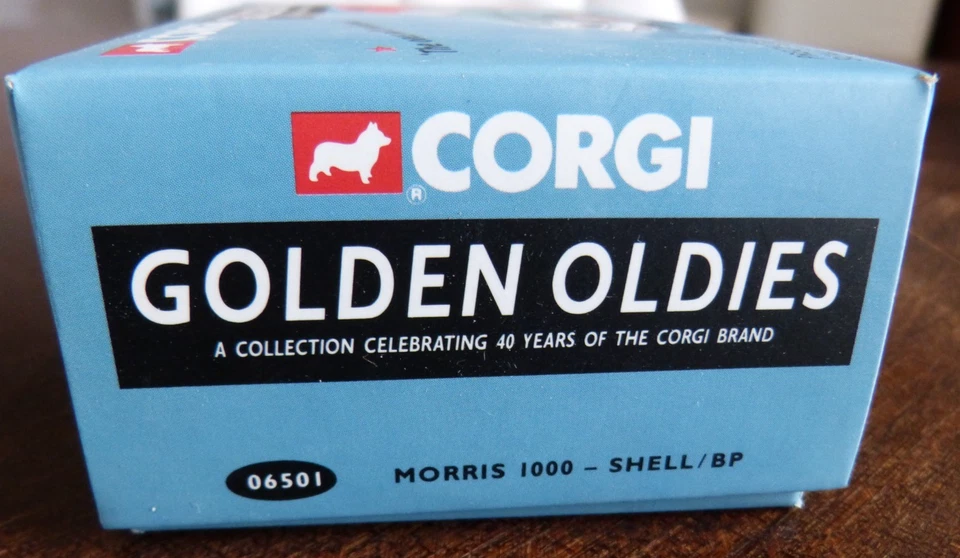 CORGI
®
GOLDEN OLDIES
A COLLECTION CELEBRATING 40 YEARS OF THE CORGI BRAND
06501 MORRIS 1000 – SHELL/BP